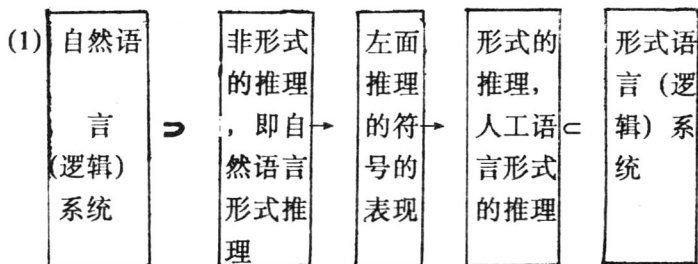 (1) 自然语
言
(逻辑)
系统
⊃
非形式
的推理
，即自
然语言
形式推
理
→
左面
推理
的符
号的
表现
→
形式的
推理，
人工语
言形式
的推理
⊂
形式语
言（逻
辑）系
统